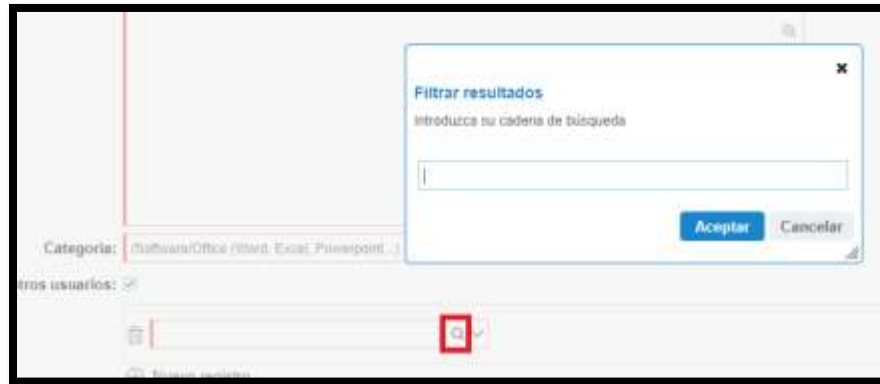 Filtrar resultados
Introduzca su cadena de búsqueda
Aceptar Cancelar
Categoria: /Software/Office (Word, Excel, Powerpoint...)
tros usuarios:
Nuevo registro